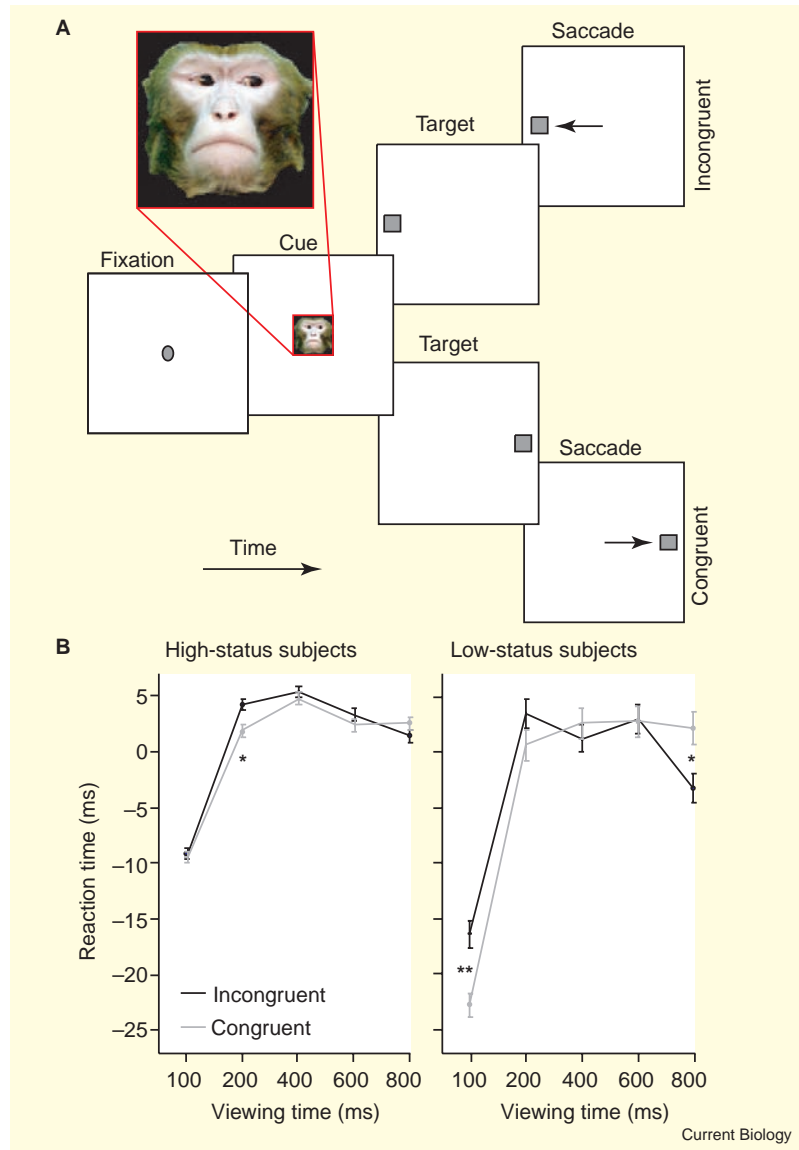 A
Saccade
Incongruent
Target
Cue
Fixation
Target
Saccade
Congruent
Time
B
High-status subjects
Low-status subjects
Reaction time (ms)
5
0
–5
–10
–15
–20
–25
*
**
*
Incongruent
Congruent
100 200 400 600 800
100 200 400 600 800
Viewing time (ms)
Viewing time (ms)
Current Biology